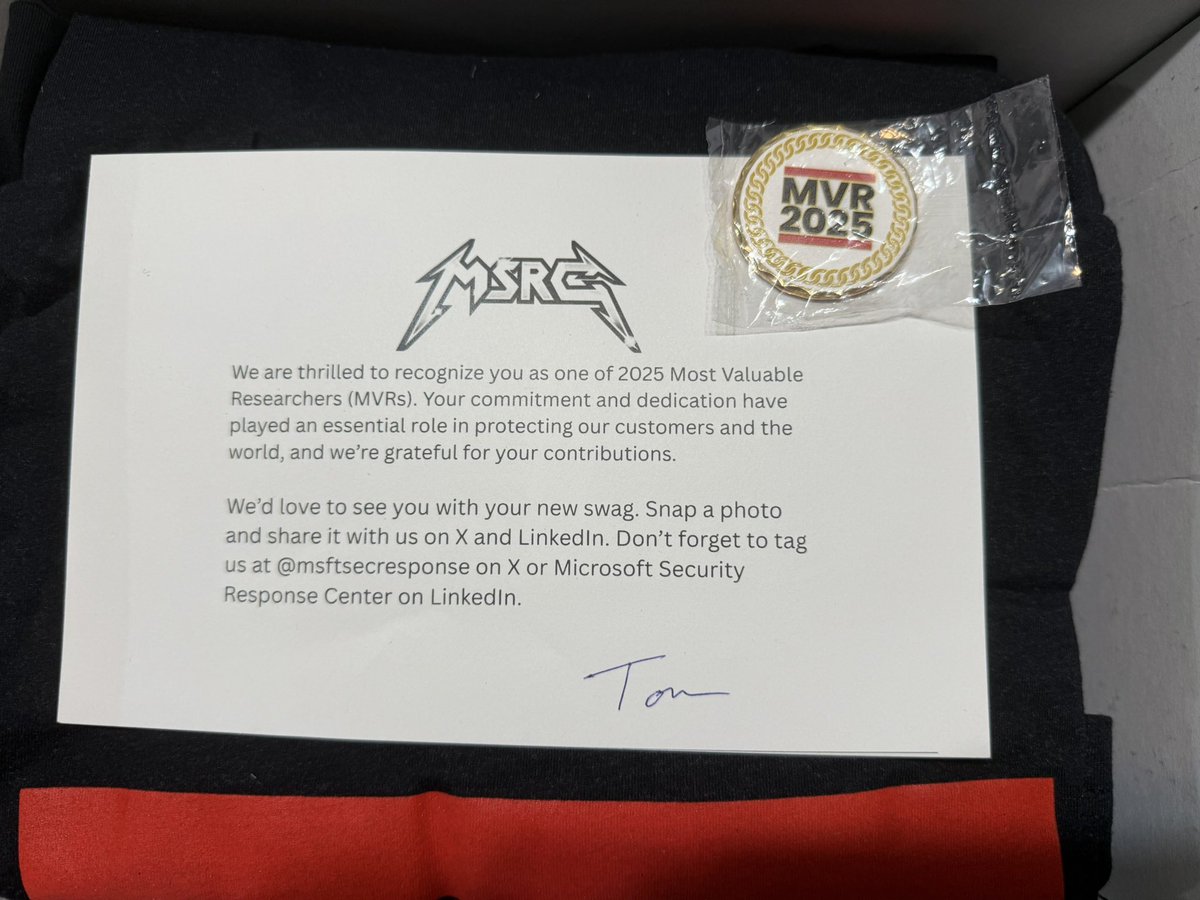 MVR
2025
MSRC
We are thrilled to recognize you as one of 2025 Most Valuable
Researchers (MVRs). Your commitment and dedication have
played an essential role in protecting our customers and the
world, and we're grateful for your contributions.
We'd love to see you with your new swag. Snap a photo
and share it with us on X and LinkedIn. Don't forget to tag
us at @msftsecresponse on X or Microsoft Security
Response Center on LinkedIn.
Tom